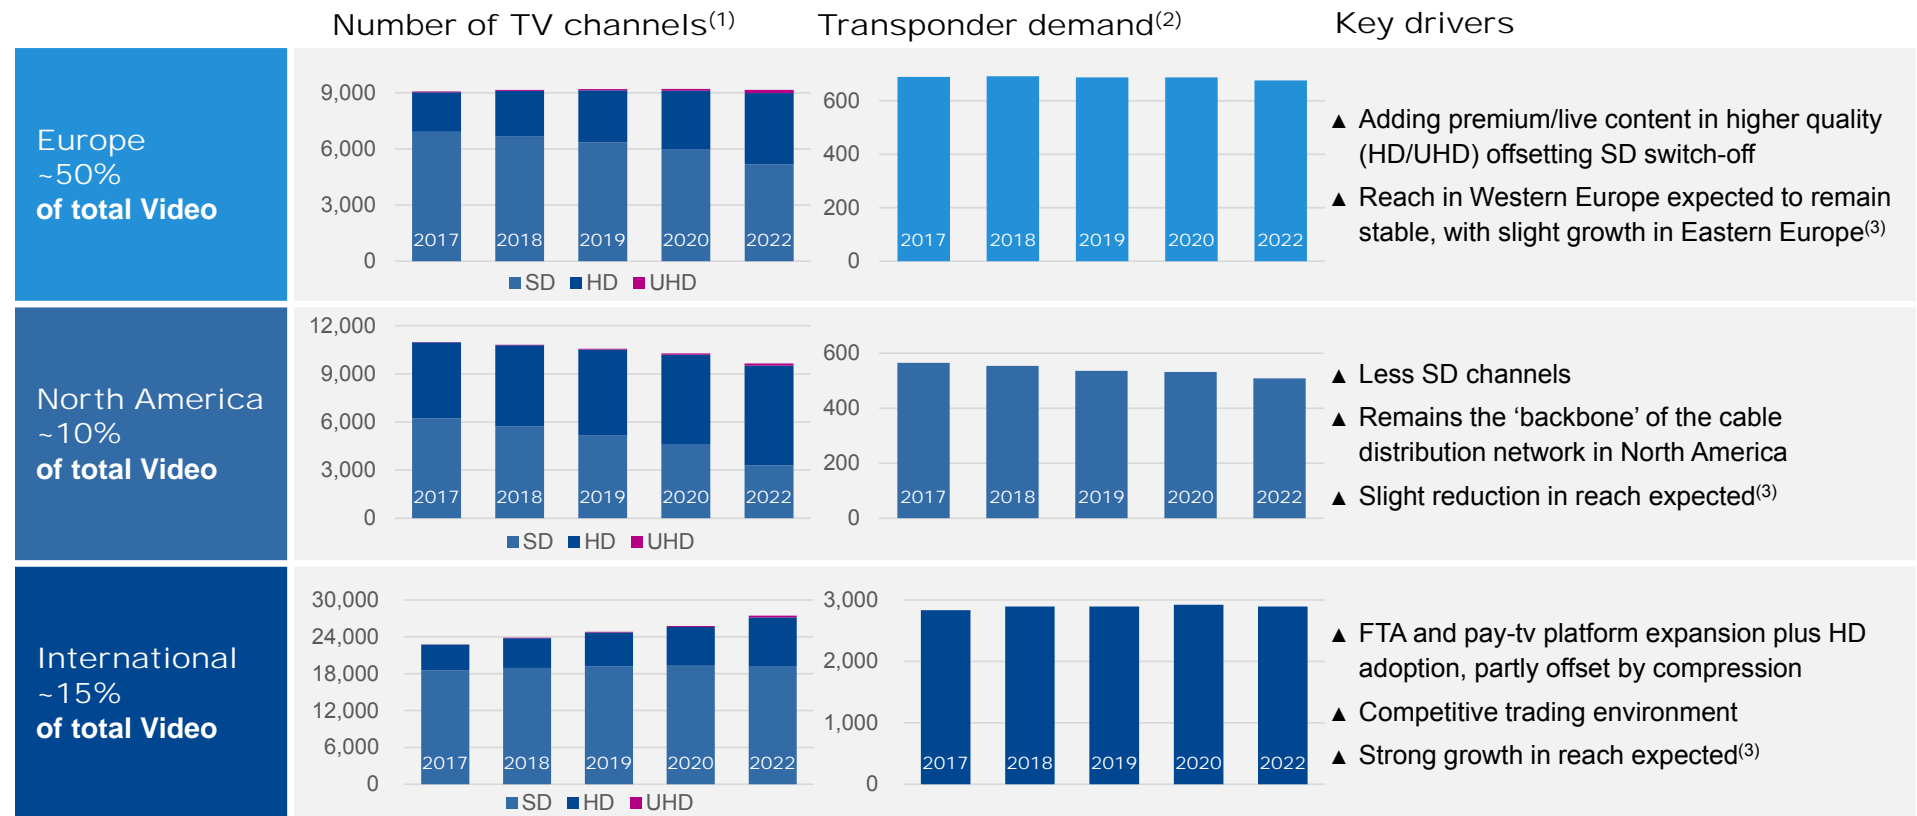 Number of TV channels(1)
Transponder demand(2)
Key drivers
Europe
~50%
of total Video
9,000
6,000
3,000
0
2017 2018 2019 2020 2022
SD HD UHD
600
400
200
0
2017 2018 2019 2020 2022
▲ Adding premium/live content in higher quality
(HD/UHD) offsetting SD switch-off
▲ Reach in Western Europe expected to remain
stable, with slight growth in Eastern Europe(3)
North America
~10%
of total Video
12,000
9,000
6,000
3,000
0
2017 2018 2019 2020 2022
SD HD UHD
600
400
200
0
2017 2018 2019 2020 2022
▲ Less SD channels
▲ Remains the ‘backbone’ of the cable
distribution network in North America
▲ Slight reduction in reach expected(3)
International
~15%
of total Video
30,000
24,000
18,000
12,000
6,000
0
2017 2018 2019 2020 2022
SD HD UHD
3,000
2,000
1,000
0
2017 2018 2019 2020 2022
▲ FTA and pay-tv platform expansion plus HD
adoption, partly offset by compression
▲ Competitive trading environment
▲ Strong growth in reach expected(3)